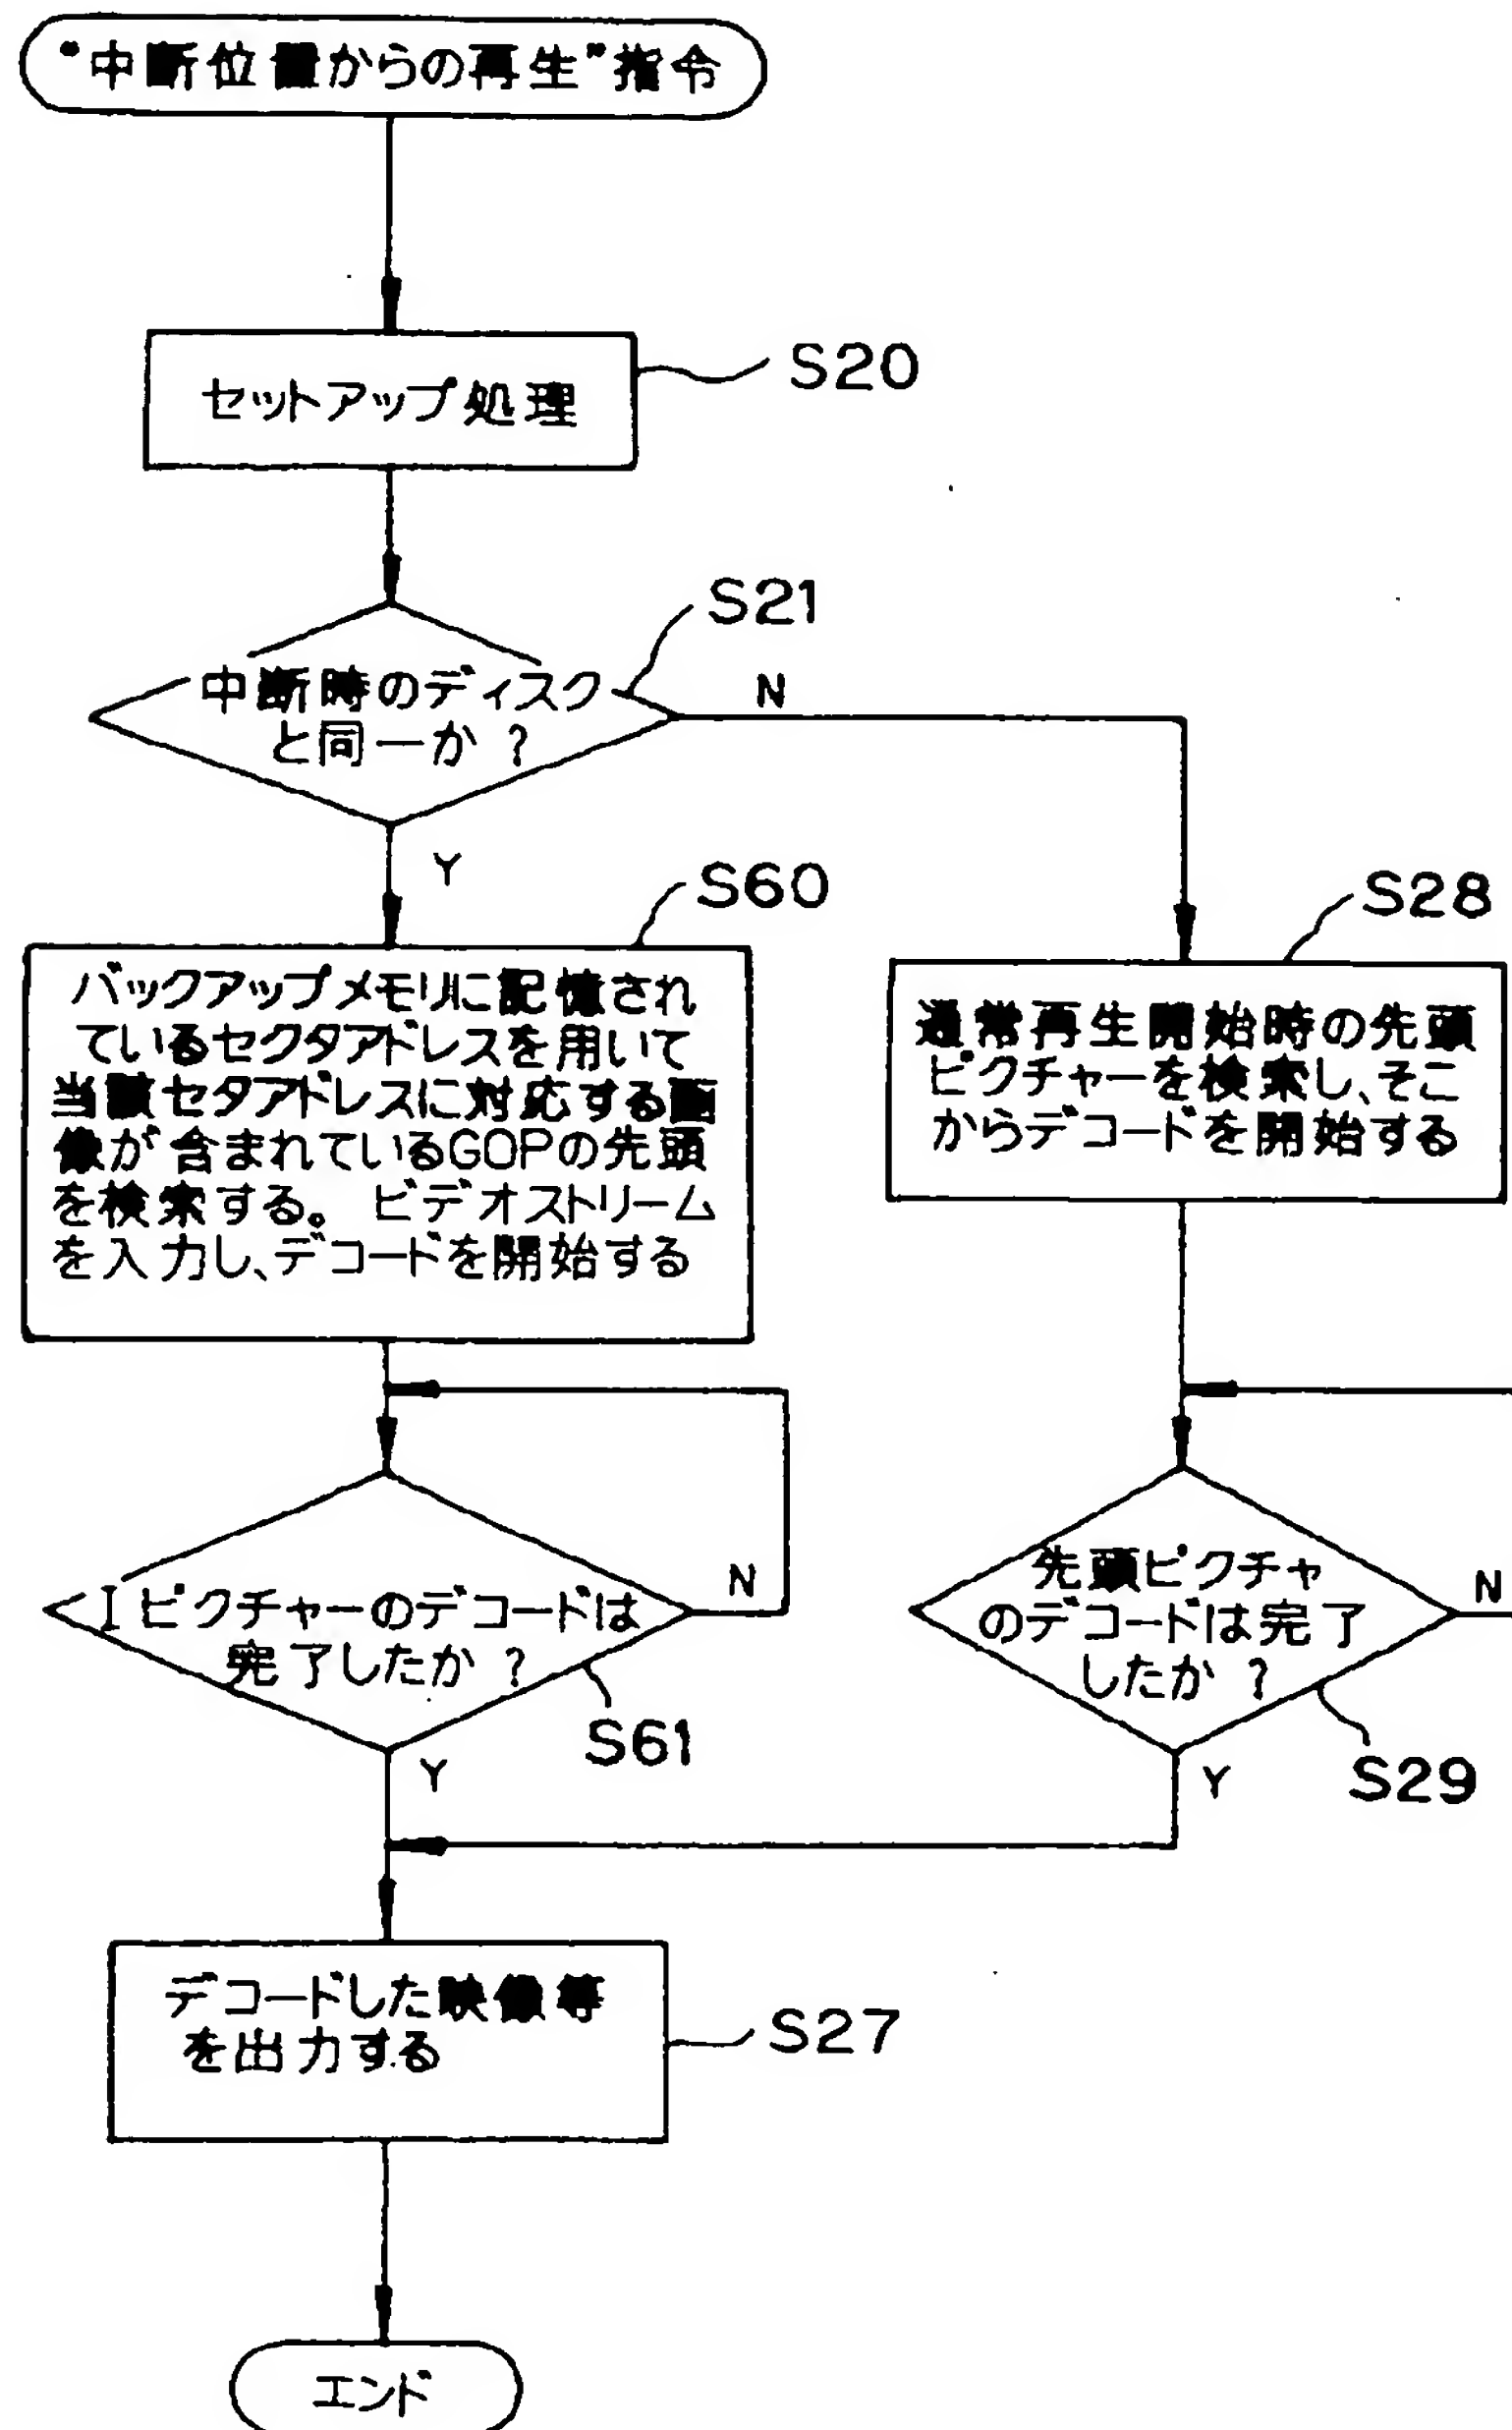 “中断位置からの再生”指令
セットアップ処理
S20
S21
中断時のディスク
と同一か？
N
Y
S60
バックアップメモリに記憶され
ているセクタアドレスを用いて
当該セタアドレスに対応する画
像が含まれているGOPの先頭
を検索する。 ビデオストリーム
を入力し、デコードを開始する
S28
通常再生開始時の先頭
ピクチャーを検索し、そこ
からデコードを開始する
Iピクチャーのデコードは
完了したか？
N
S61
Y
先頭ピクチャ
のデコードは完了
したか？
N
S29
Y
デコードした映像等
を出力する
S27
エンド